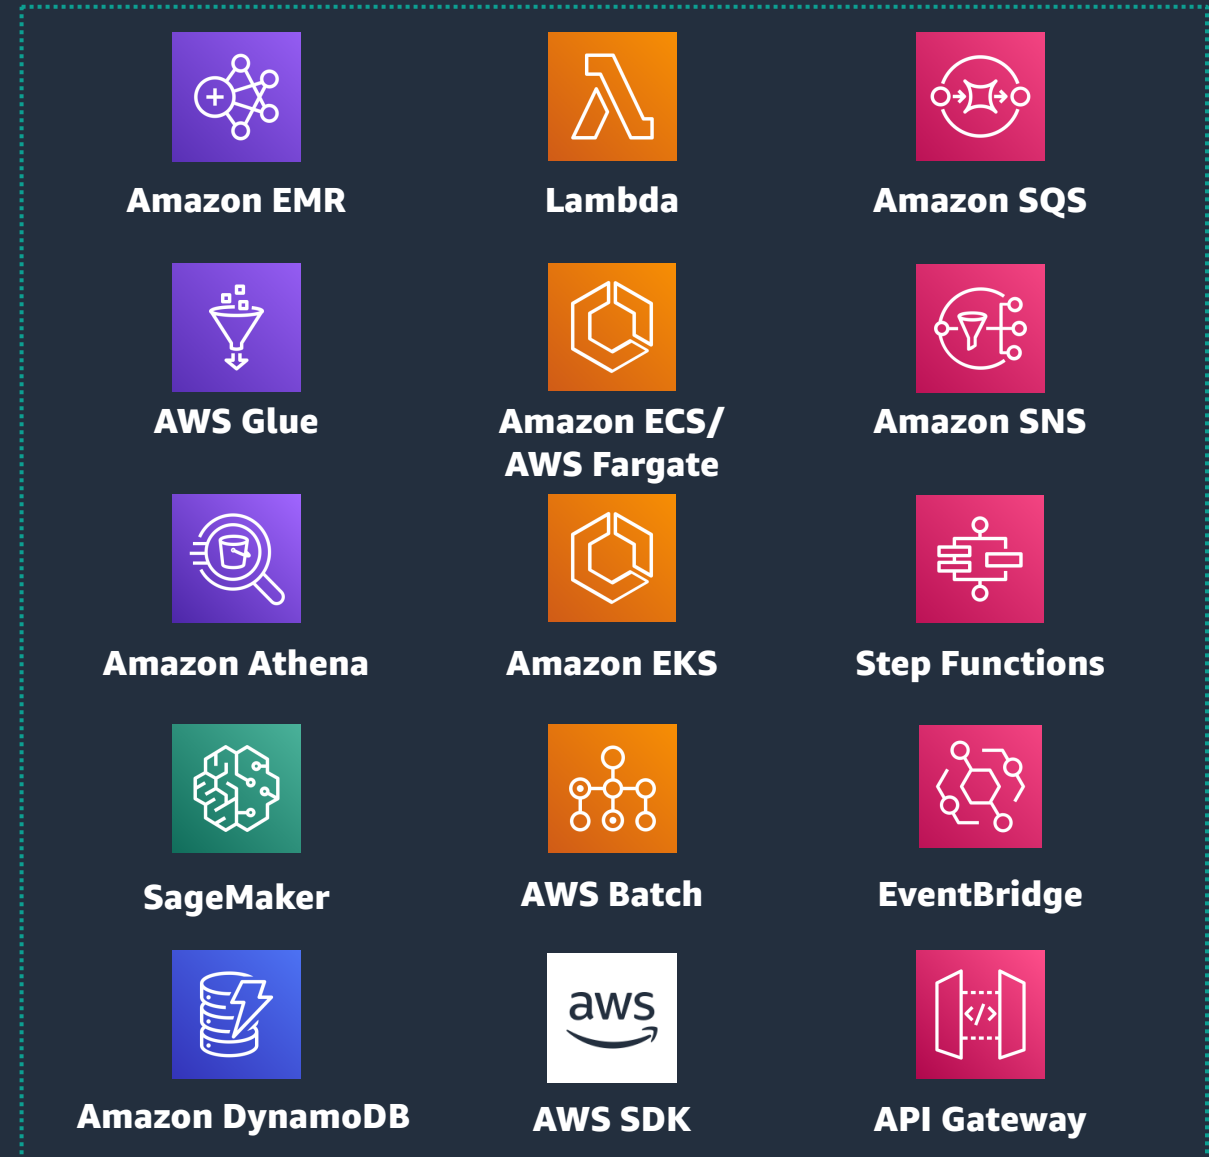 Amazon EMR
Lambda
Amazon SQS
AWS Glue
Amazon ECS/
AWS Fargate
Amazon SNS
Amazon Athena
Amazon EKS
Step Functions
SageMaker
AWS Batch
EventBridge
</>
aws
Amazon DynamoDB
AWS SDK
API Gateway